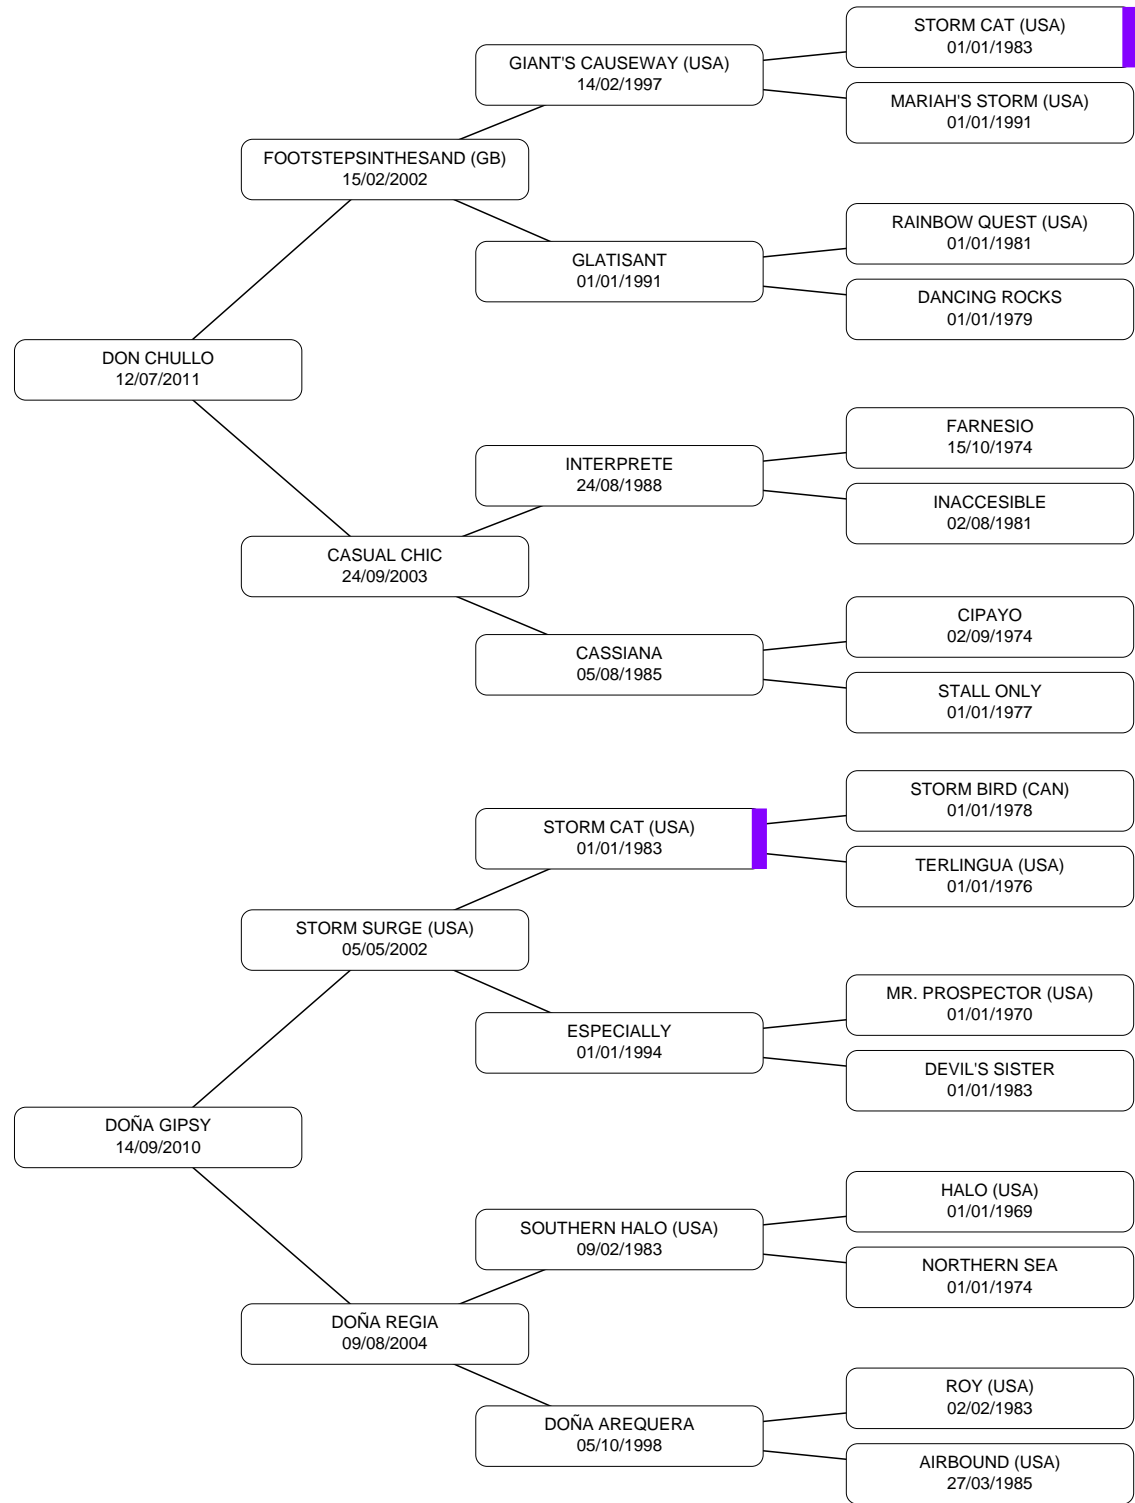 STORM CAT (USA)
01/01/1983
GIANT'S CAUSEWAY (USA)
14/02/1997
MARIAH'S STORM (USA)
01/01/1991
FOOTSTEPSINTHESAND (GB)
15/02/2002
RAINBOW QUEST (USA)
01/01/1981
GLATISANT
01/01/1991
DANCING ROCKS
01/01/1979
DON CHULLO
12/07/2011
FARNESIO
15/10/1974
INTERPRETE
24/08/1988
INACCESIBLE
02/08/1981
CASUAL CHIC
24/09/2003
CIPAYO
02/09/1974
CASSIANA
05/08/1985
STALL ONLY
01/01/1977
STORM BIRD (CAN)
01/01/1978
STORM CAT (USA)
01/01/1983
TERLINGUA (USA)
01/01/1976
STORM SURGE (USA)
05/05/2002
MR. PROSPECTOR (USA)
01/01/1970
ESPECIALLY
01/01/1994
DEVIL'S SISTER
01/01/1983
DOÑA GIPSY
14/09/2010
HALO (USA)
01/01/1969
SOUTHERN HALO (USA)
09/02/1983
NORTHERN SEA
01/01/1974
DOÑA REGIA
09/08/2004
ROY (USA)
02/02/1983
DOÑA AREQUERA
05/10/1998
AIRBOUND (USA)
27/03/1985